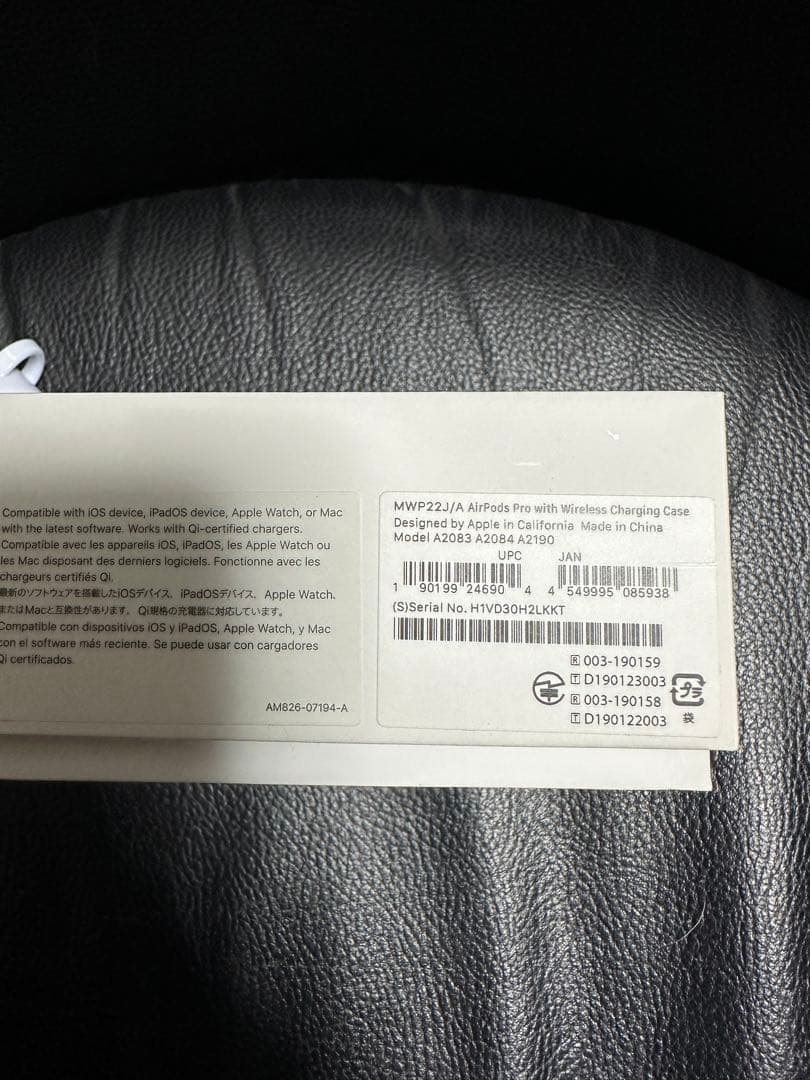 Compatible with iOS device, iPadOS device, Apple Watch, or Mac
with the latest software. Works with Qi-certified chargers.
Compatible avec les appareils iOS, iPadOS, les Apple Watch ou
les Mac disposant des derniers logiciels. Fonctionne avec les
chargeurs certifiés Qi.
最新のソフトウェアを搭載したiOSデバイス、iPadOSデバイス、Apple Watch、
またはMacと互換性があります。Qi規格の充電器に対応しています。
Compatible con dispositivos iOS y iPadOS, Apple Watch, y Mac
con el software más reciente. Se puede usar con cargadores
Qi certificados.
AM826-07194-A
MWP22J/A AirPods Pro with Wireless Charging Case
Designed by Apple in California Made in China
Model A2083 A2084 A2190
UPC JAN
1 90199 24690 4 4 549995 085938
(S)Serial No. H1VD30H2LKKT
R 003-190159
T D190123003
R 003-190158
T D190122003
プラ
袋